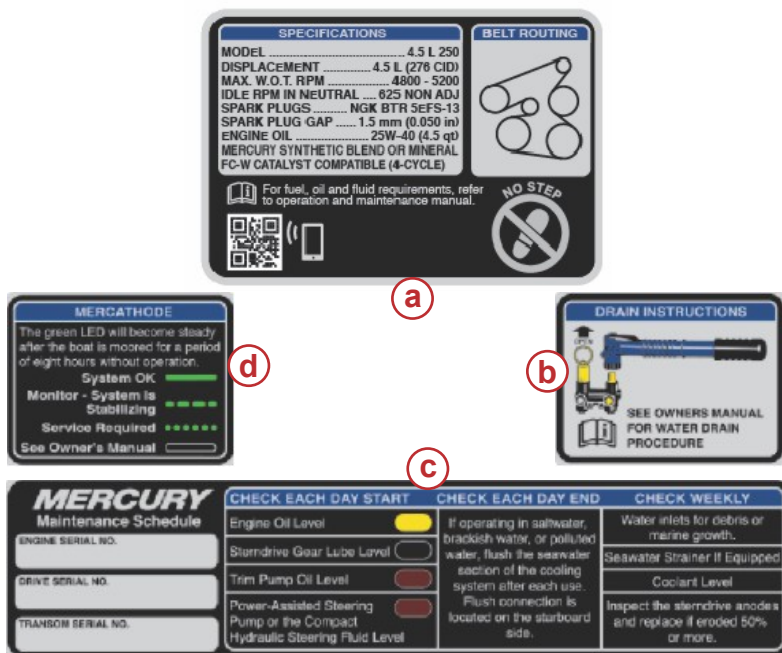 SPECIFICATIONS
MODEL .................................. 4.5 L 250
DISPLACEMENT ............ 4.5 L (276 CID)
MAX. W.O.T. RPM ................ 4800 - 5200
IDLE RPM IN NEUTRAL .... 625 NON ADJ
SPARK PLUGS ......... NGK BTR 5EFS-13
SPARK PLUG GAP ...... 1.5 mm (0.050 in)
ENGINE OIL .................... 25W-40 (4.5 qt)
MERCURY SYNTHETIC BLEND OR MINERAL
FC-W CATALYST COMPATIBLE (4-CYCLE)
BELT ROUTING
For fuel, oil and fluid requirements, refer
to operation and maintenance manual.
NO STEP
a
MERCATHODE
The green LED will become steady
after the boat is moored for a period
of eight hours without operation.
System OK
Monitor - System is
Stabilizing
Service Required
See Owner's Manual
d
b
DRAIN INSTRUCTIONS
OPEN
SEE OWNERS MANUAL
FOR WATER DRAIN
PROCEDURE
c
MERCURY
Maintenance Schedule
ENGINE SERIAL NO.
DRIVE SERIAL NO.
TRANSOM SERIAL NO.
CHECK EACH DAY START
Engine Oil Level
Sterndrive Gear Lube Level
Trim Pump Oil Level
Power-Assisted Steering
Pump or the Compact
Hydraulic Steering Fluid Level
CHECK EACH DAY END
If operating in saltwater,
brackish water, or polluted
water, flush the seawater
section of the cooling
system after each use.
Flush connection is
located on the starboard
side.
CHECK WEEKLY
Water inlets for debris or
marine growth.
Seawater Strainer If Equipped
Coolant Level
Inspect the sterndrive anodes
and replace if eroded 50%
or more.